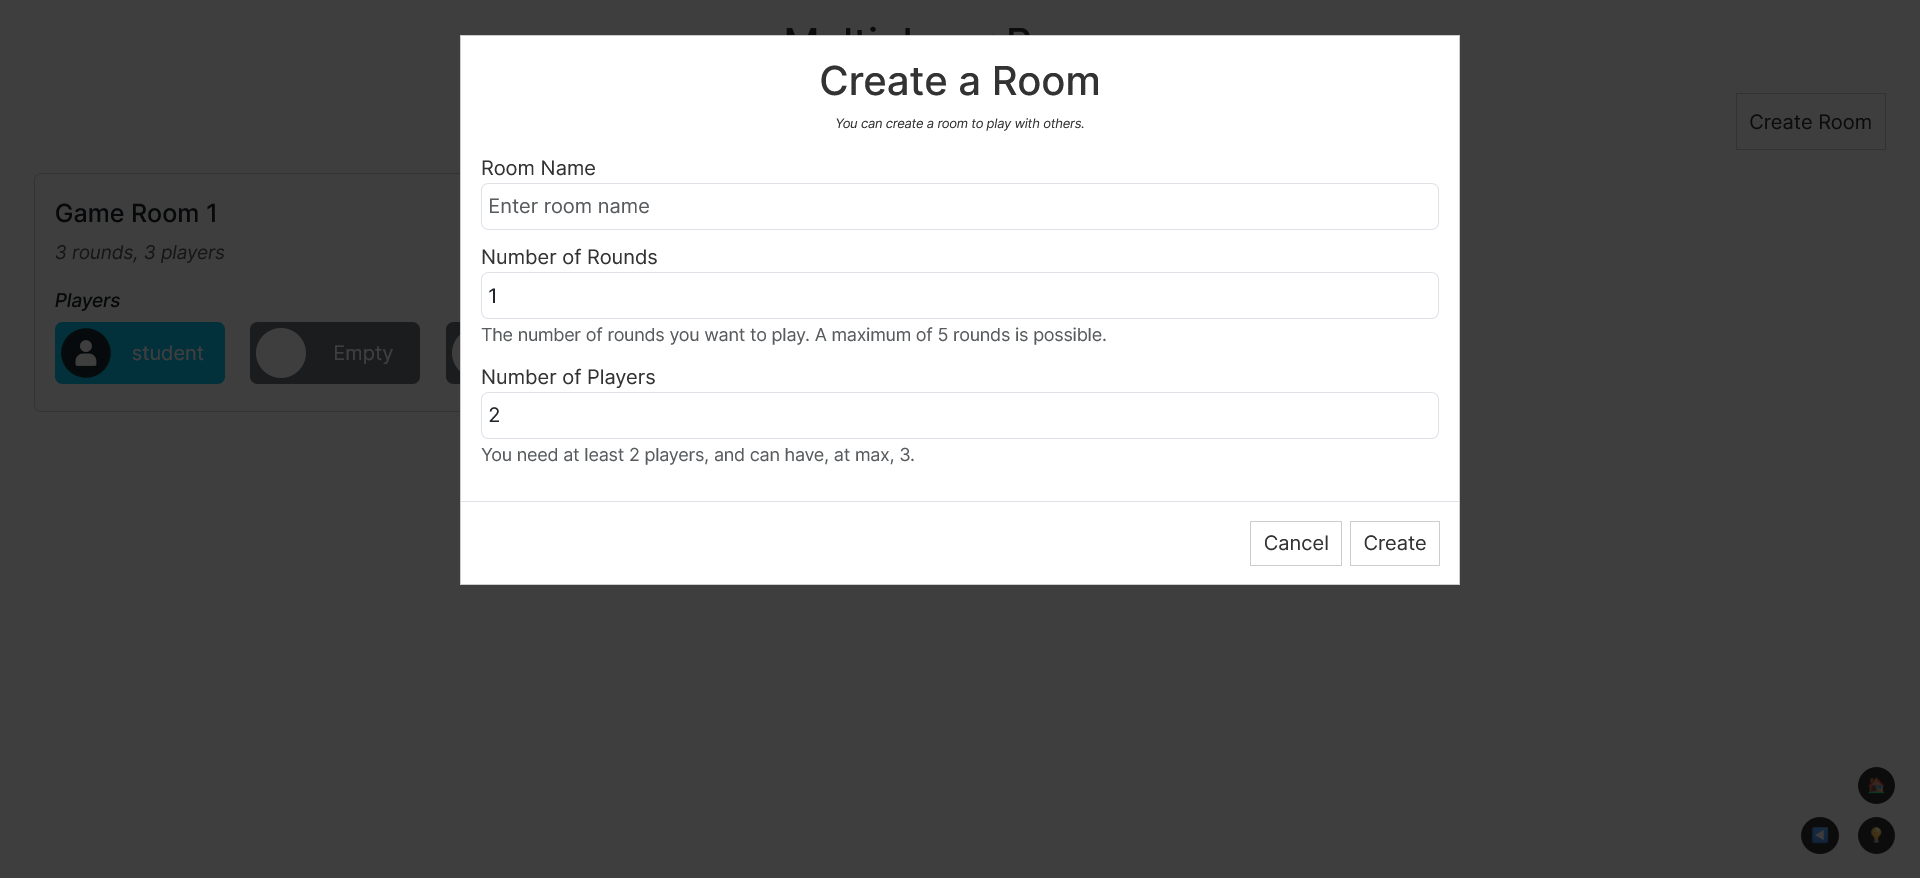 Create a Room
You can create a room to play with others.
Create Room
Room Name
Enter room name
Game Room 1
3 rounds, 3 players
Number of Rounds
1
The number of rounds you want to play. A maximum of 5 rounds is possible.
Players
student
Empty
Number of Players
2
You need at least 2 players, and can have, at max, 3.
Cancel
Create